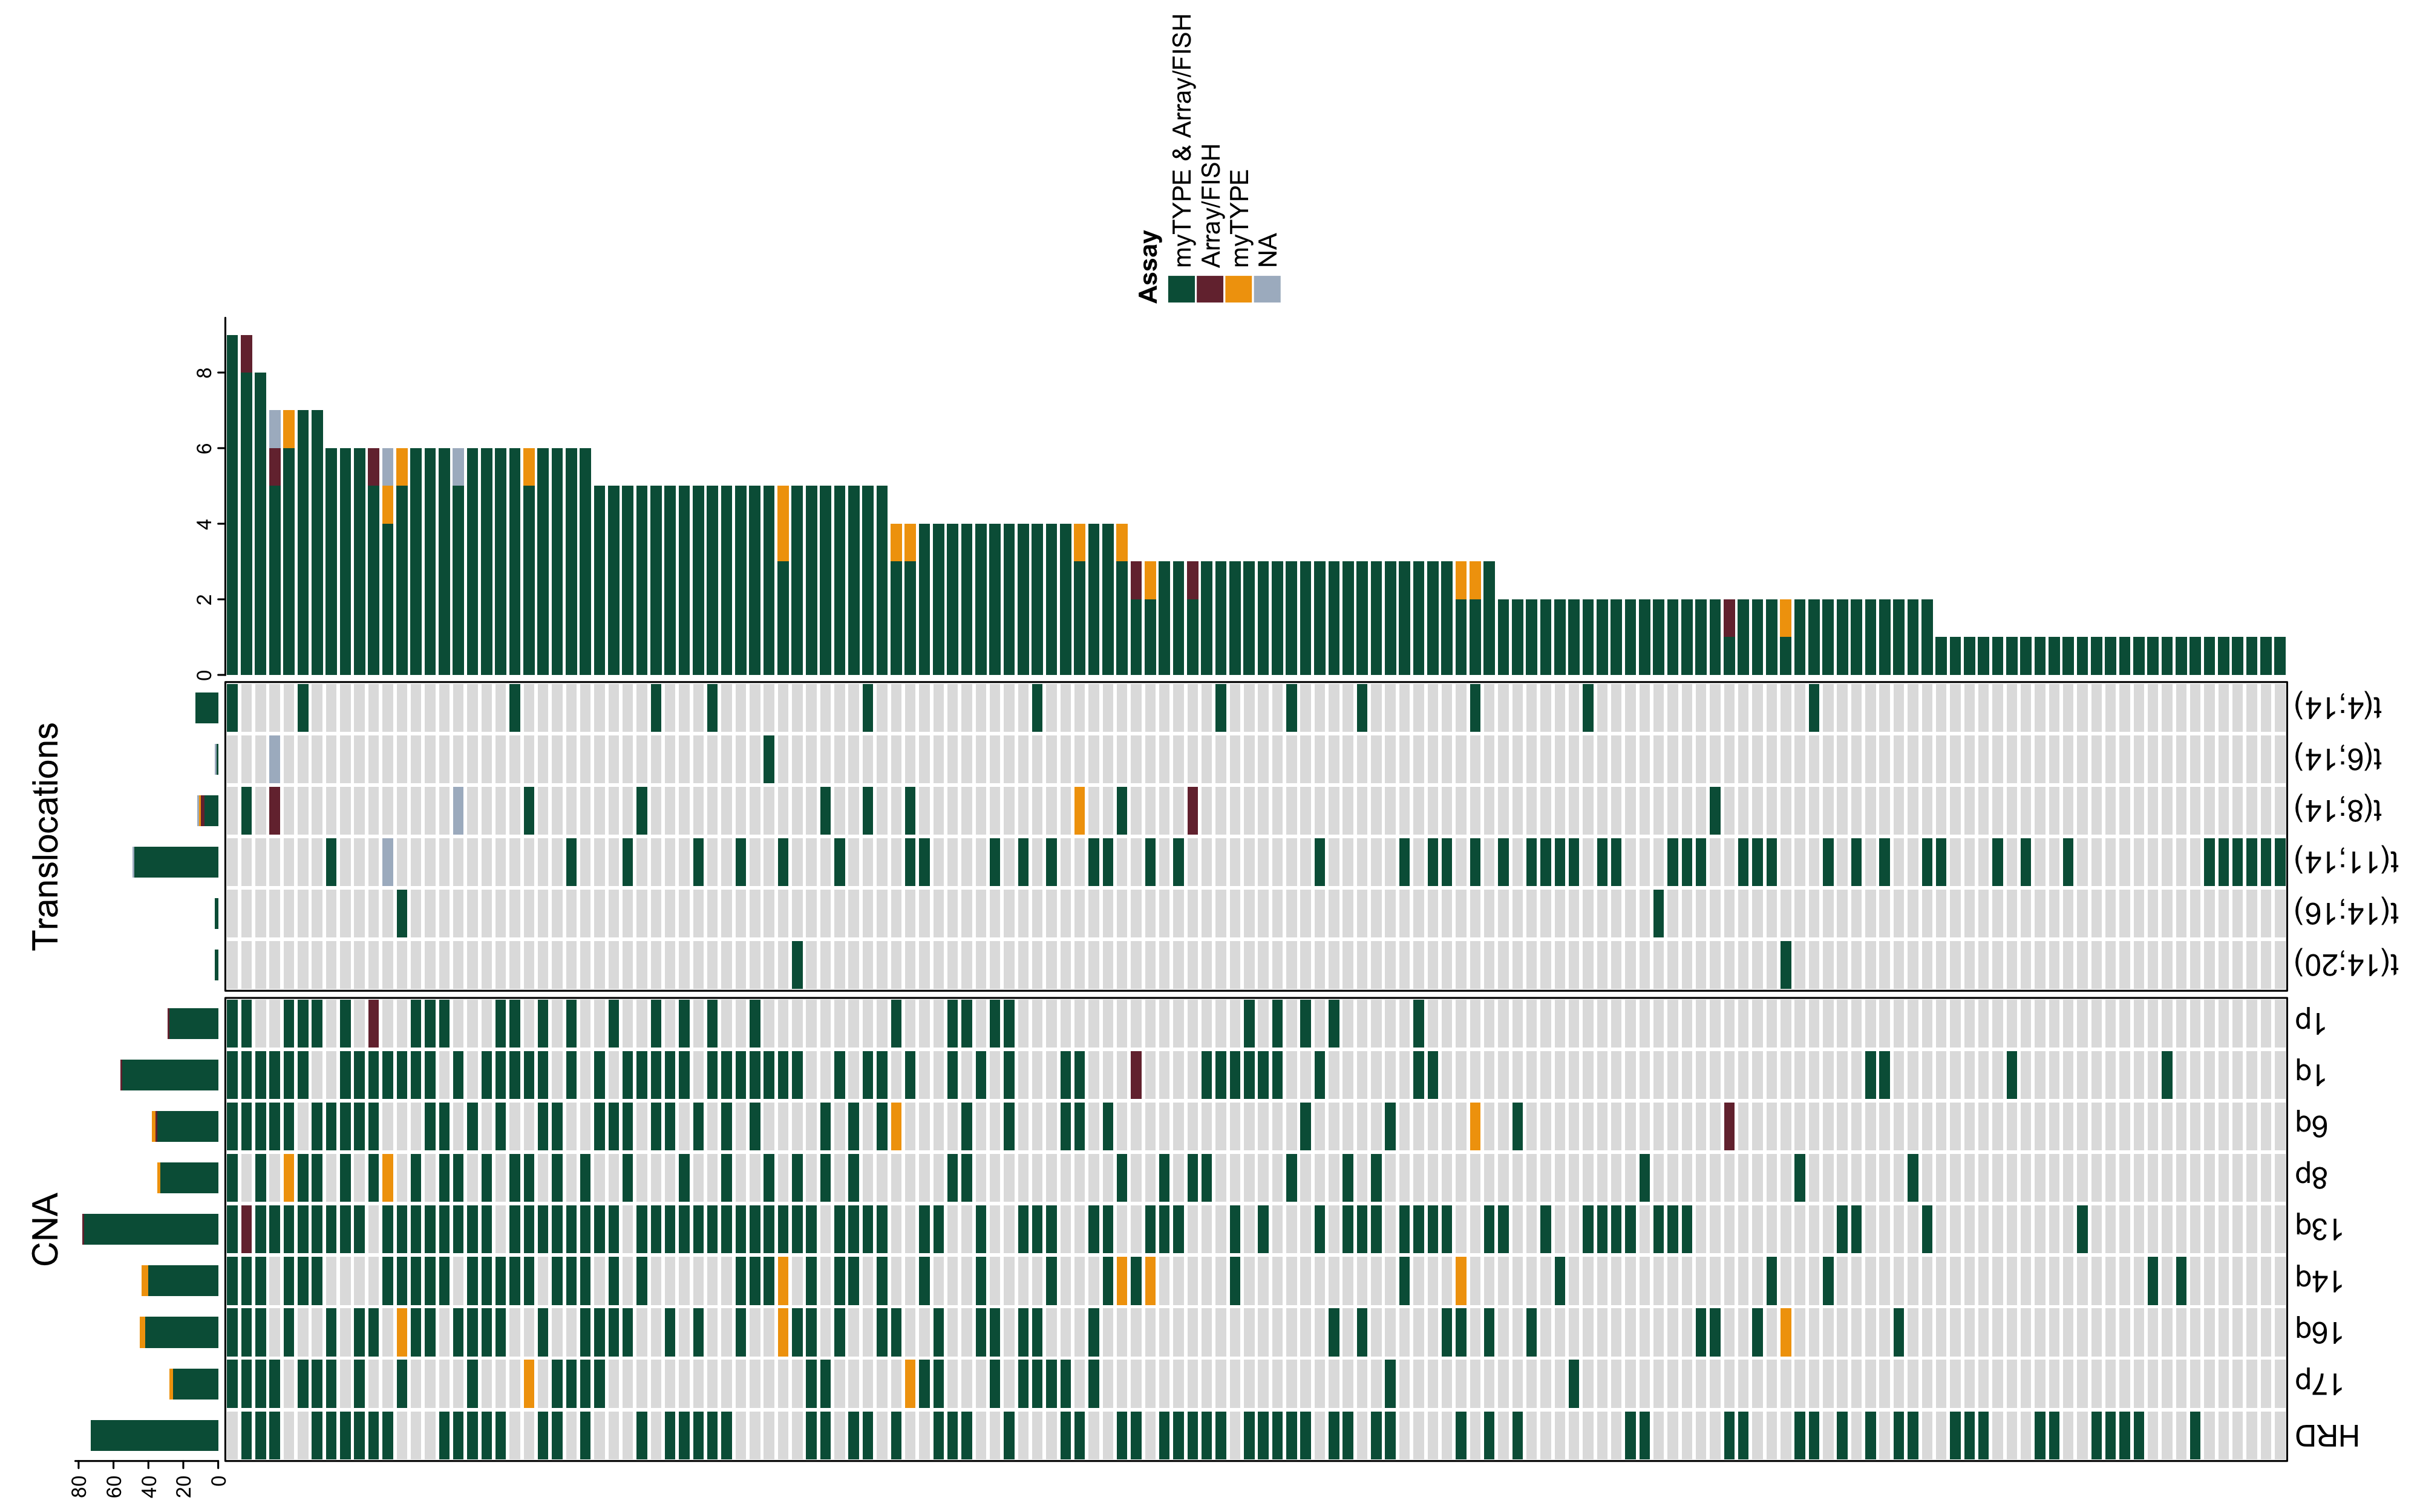 Assay
myTYPE & Array/FISH
Array/FISH
myTYPE
NA
8
6
4
2
0
Translocations
t(4;14)
t(6;14)
t(8;14)
t(11;14)
t(14;16)
t(14;20)
CNA
1p
1q
6q
8p
13q
14q
16q
17p
HRD
80
60
40
20
0